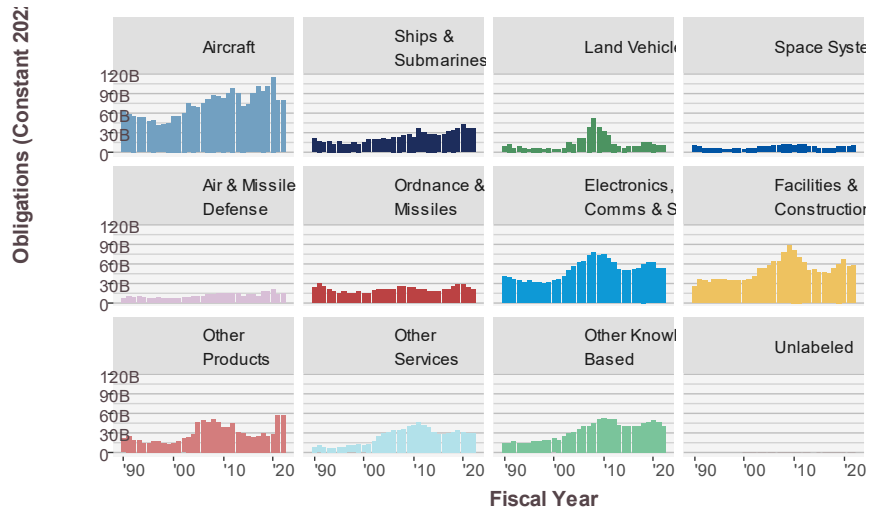 Obligations (Constant 202
Aircraft
Ships &
Submarines
Land Vehicl
Space Syste
120B
90B
60B
30B
0
Air & Missile
Defense
Ordnance &
Missiles
Electronics,
Comms & S
Facilities &
Construction
120B
90B
60B
30B
0
Other
Products
Other
Services
Other Knowl
Based
Unlabeled
120B
90B
60B
30B
0
'90 '00 '10 '20 '90 '00 '10 '20 '90 '00 '10 '20 '90 '00 '10 '20
Fiscal Year